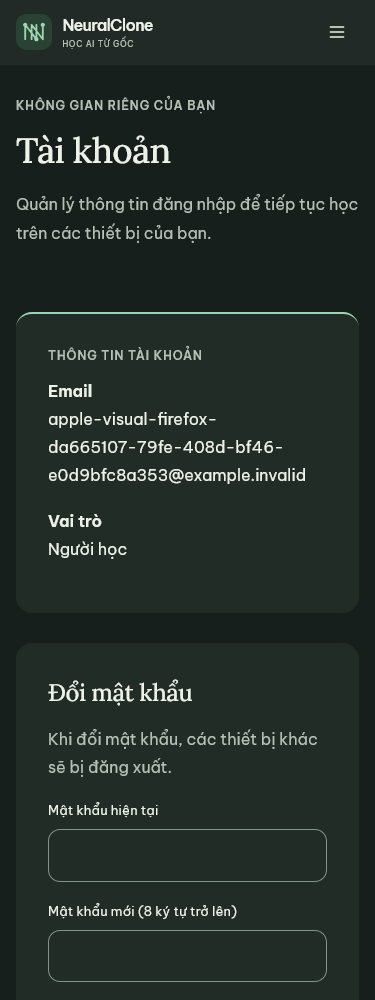 NeuralClone
HỌC AI TỪ GỐC
KHÔNG GIAN RIÊNG CỦA BẠN
Tài khoản
Quản lý thông tin đăng nhập để tiếp tục học
trên các thiết bị của bạn.
THÔNG TIN TÀI KHOẢN
Email
apple-visual-firefox-
da665107-79fe-408d-bf46-
e0d9bfc8a353@example.invalid
Vai trò
Người học
Đổi mật khẩu
Khi đổi mật khẩu, các thiết bị khác
sẽ bị đăng xuất.
Mật khẩu hiện tại
Mật khẩu mới (8 ký tự trở lên)